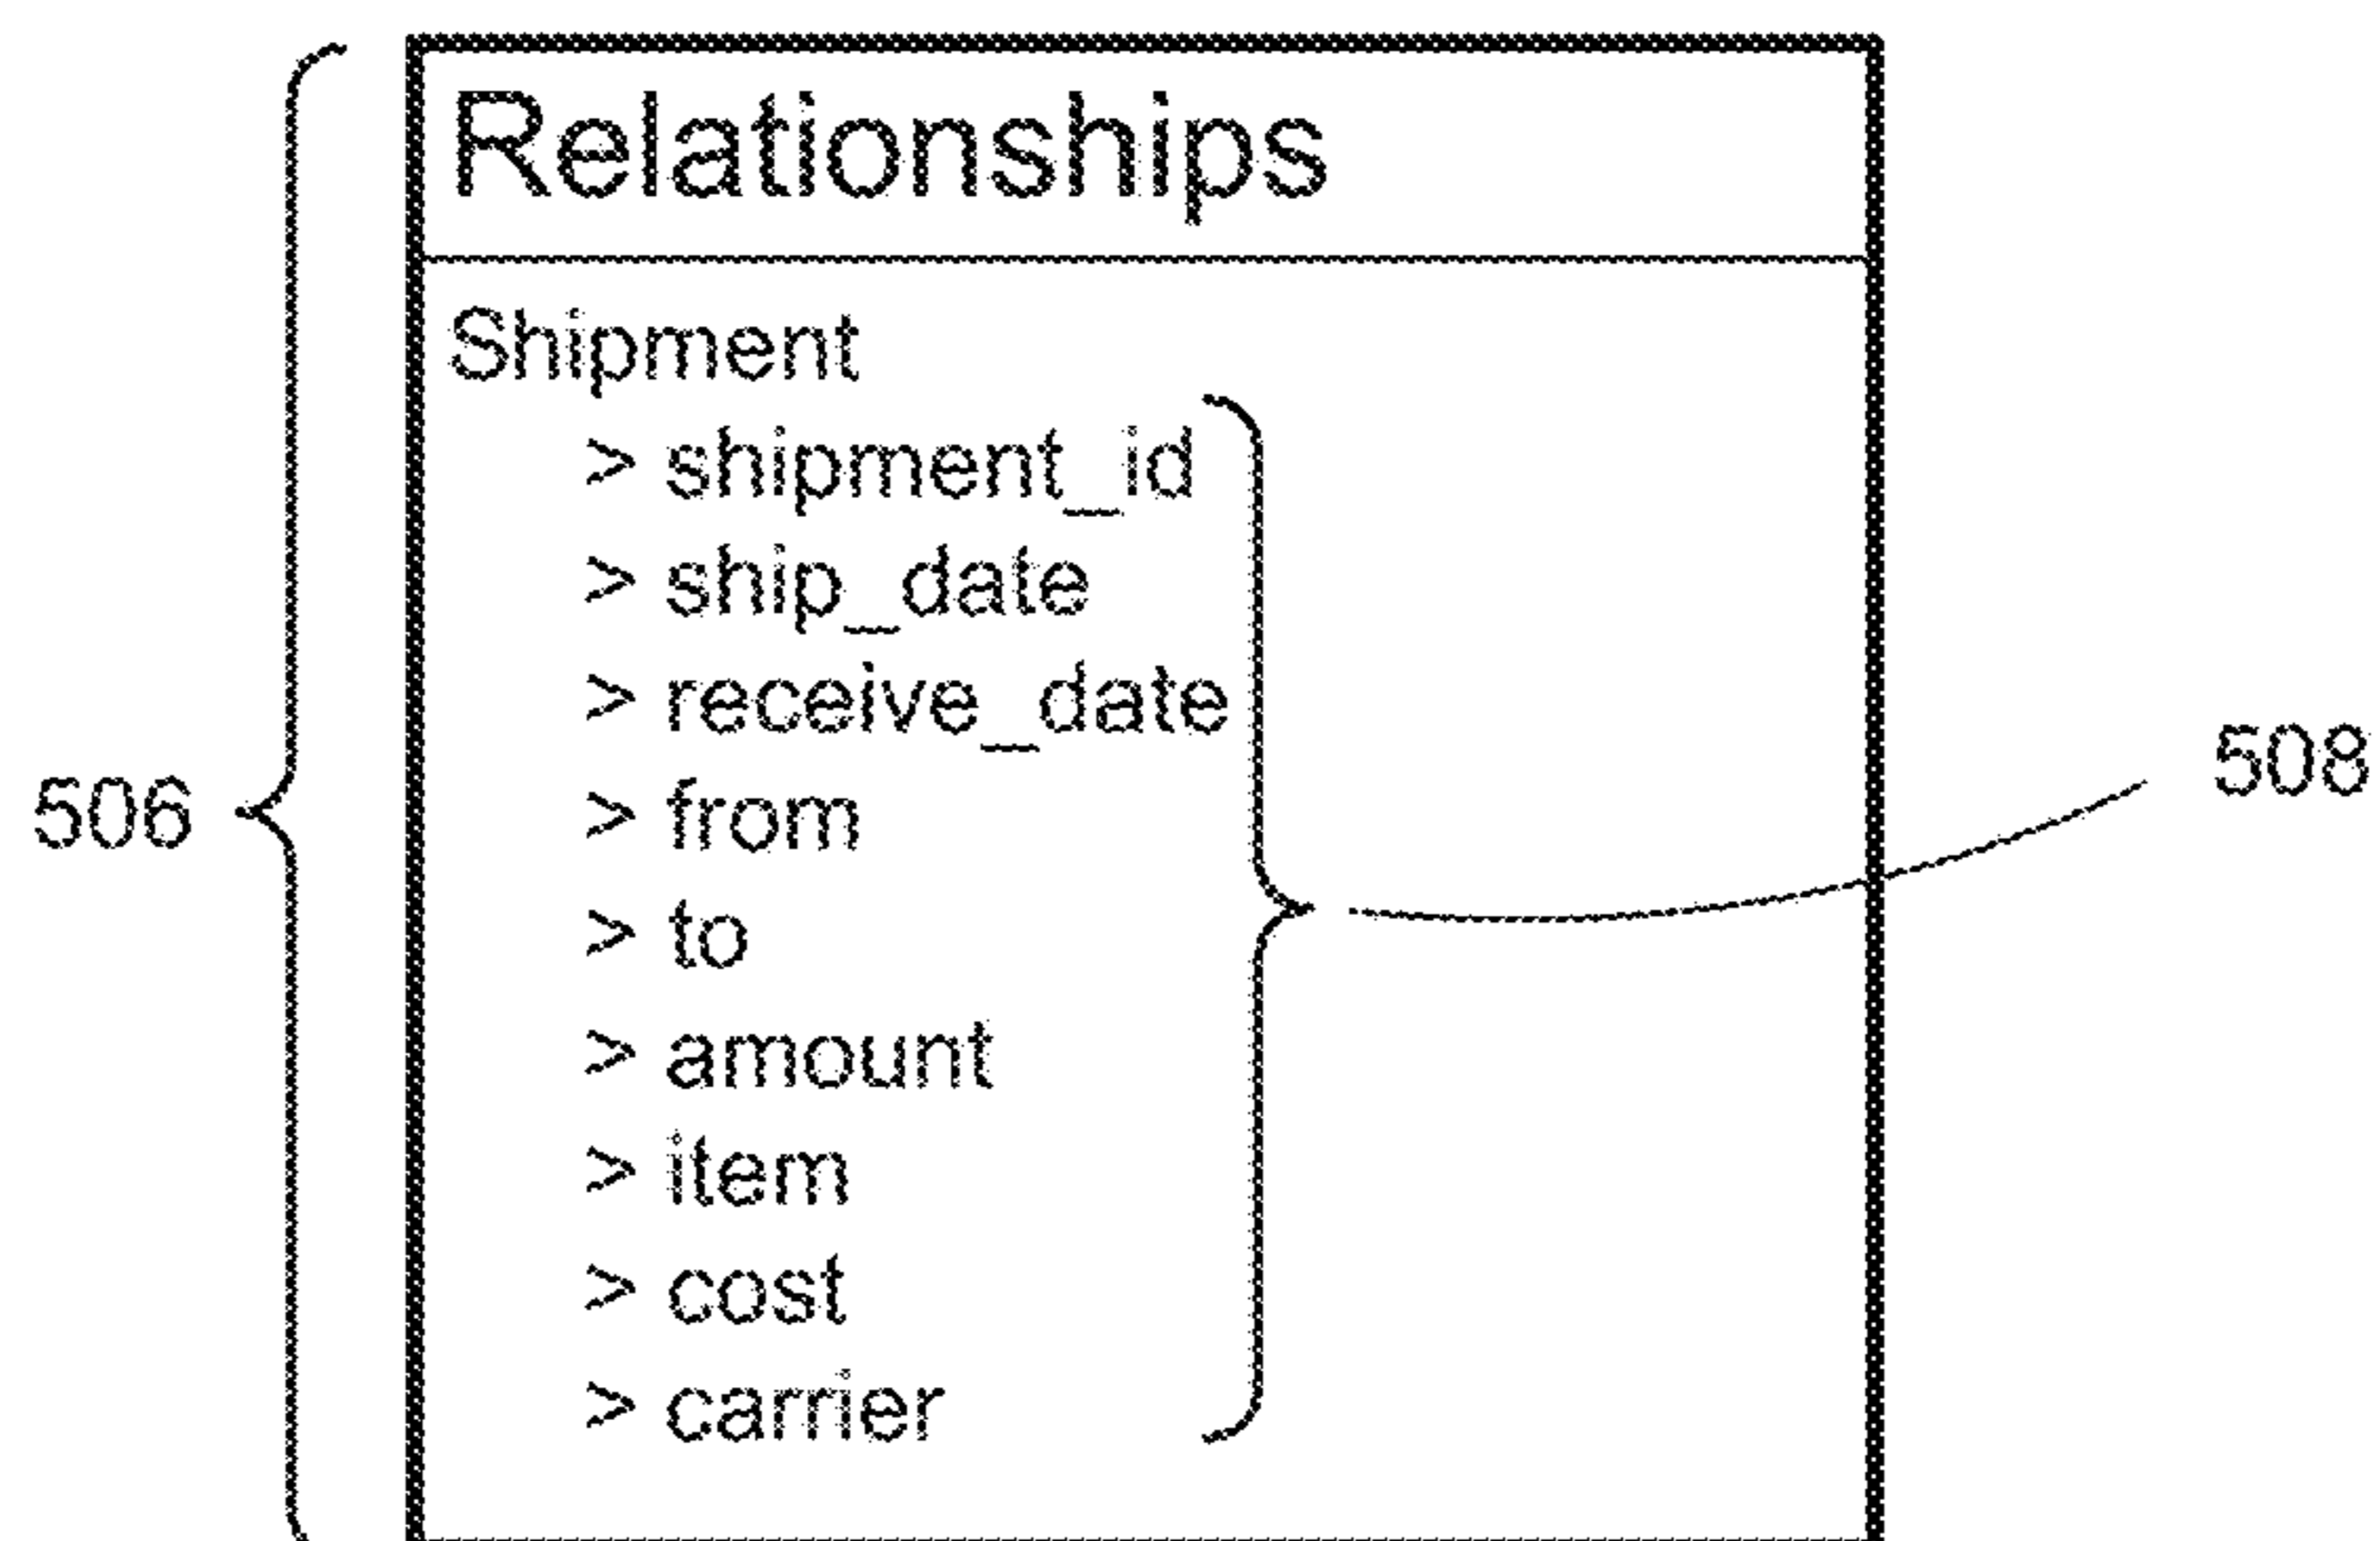 Relationships
Shipment
> shipment_id
> ship_date
> receive_date
508
506
> from
> to
> amount
> item
> cost
> carrier